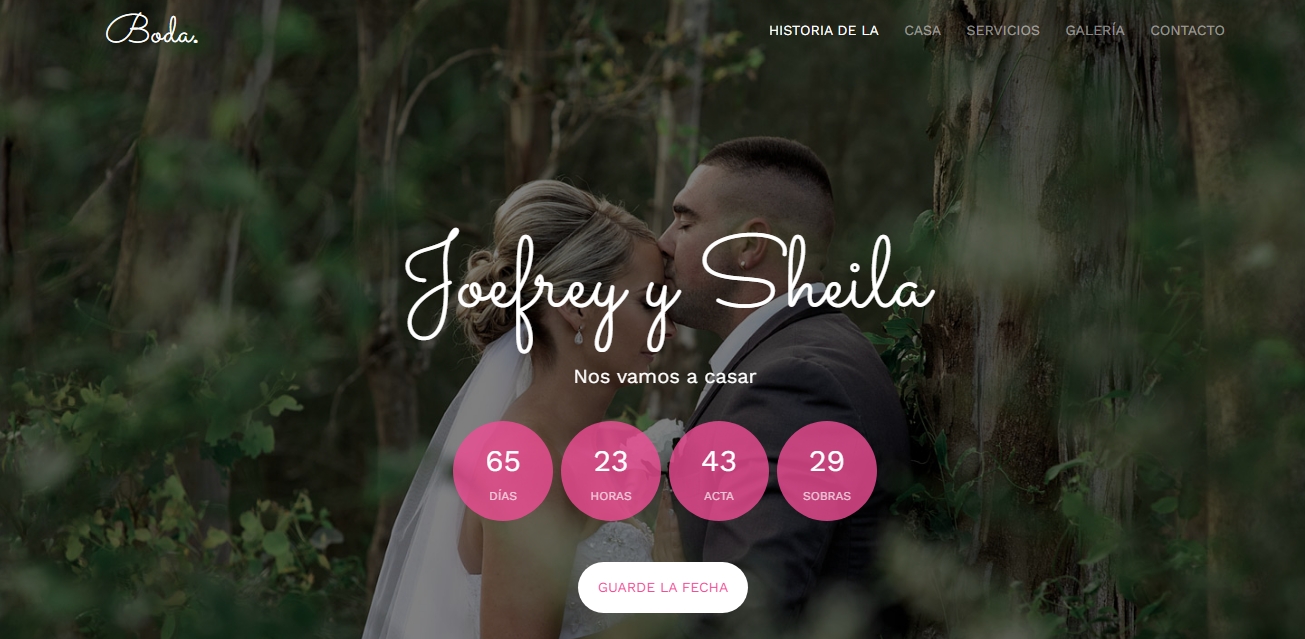 Boda.
HISTORIA DE LA CASA SERVICIOS GALERÍA CONTACTO
Joefrey y Sheila
Nos vamos a casar
65 23 43 29
DÍAS HORAS ACTA SOBRAS
GUARDE LA FECHA